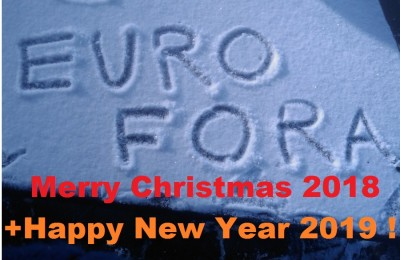 EURO
FORA
Merry Christmas 2018
+Happy New Year 2019 !